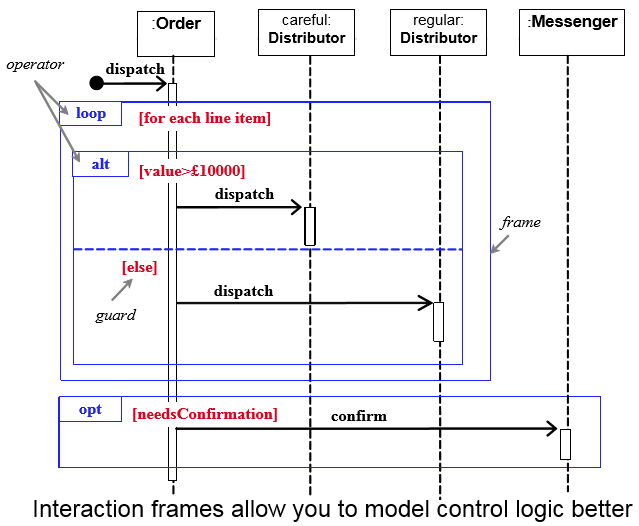 :Order
careful:
Distributor
regular:
Distributor
:Messenger
operator
dispatch
loop
[for each line item]
alt
[value>£10000]
dispatch
frame
[else]
dispatch
guard
opt
[needsConfirmation]
confirm
Interaction frames allow you to model control logic better